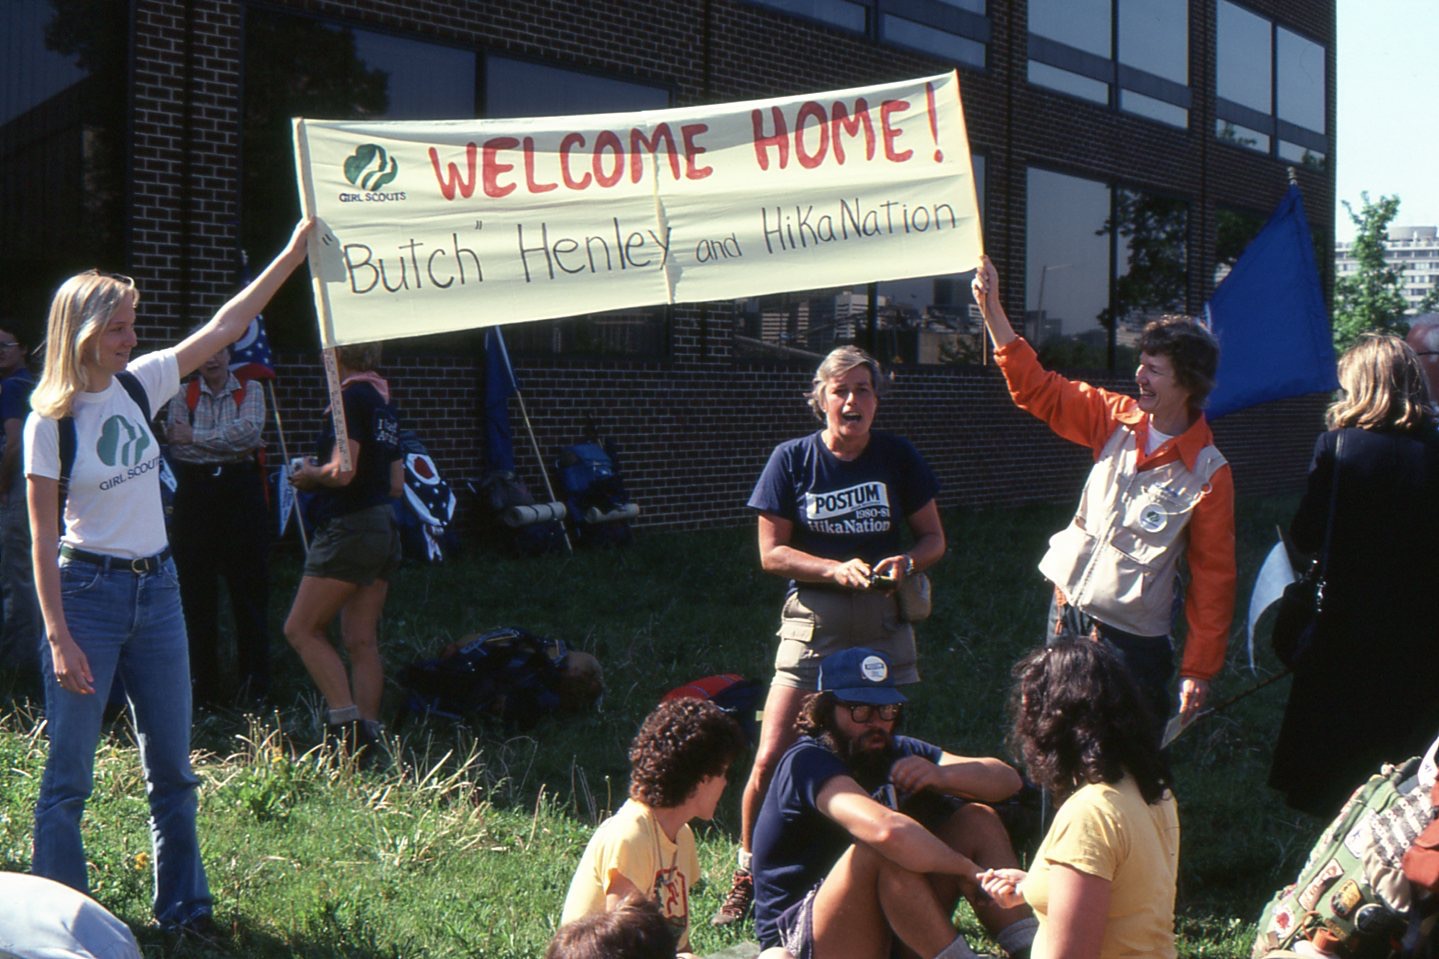 WELCOME HOME!
GIRL SCOUTS
"Butch" Henley and HikaNation
GIRL SCOUTS
POSTUM
1980-81
HikaNation